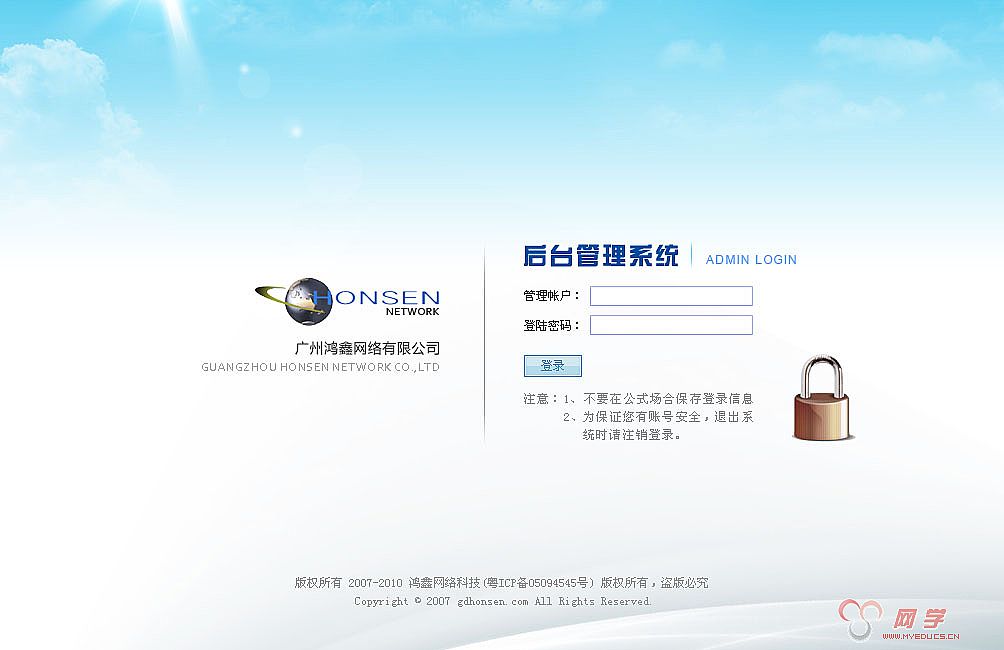 后台管理系统 ADMIN LOGIN
HONSEN
NETWORK
广州鸿鑫网络有限公司
GUANGZHOU HONSEN NETWORK CO.,LTD
管理帐户：
登陆密码：
登录
注意：1、不要在公式场合保存登录信息
2、为保证您有账号安全，退出系
统时请注销登录。
版权所有 2007-2010 鸿鑫网络科技(粤ICP备05094545号) 版权所有，盗版必究
Copyright © 2007 gdhonsen.com All Rights Reserved.
网学
WWW.MYEDUCS.CN